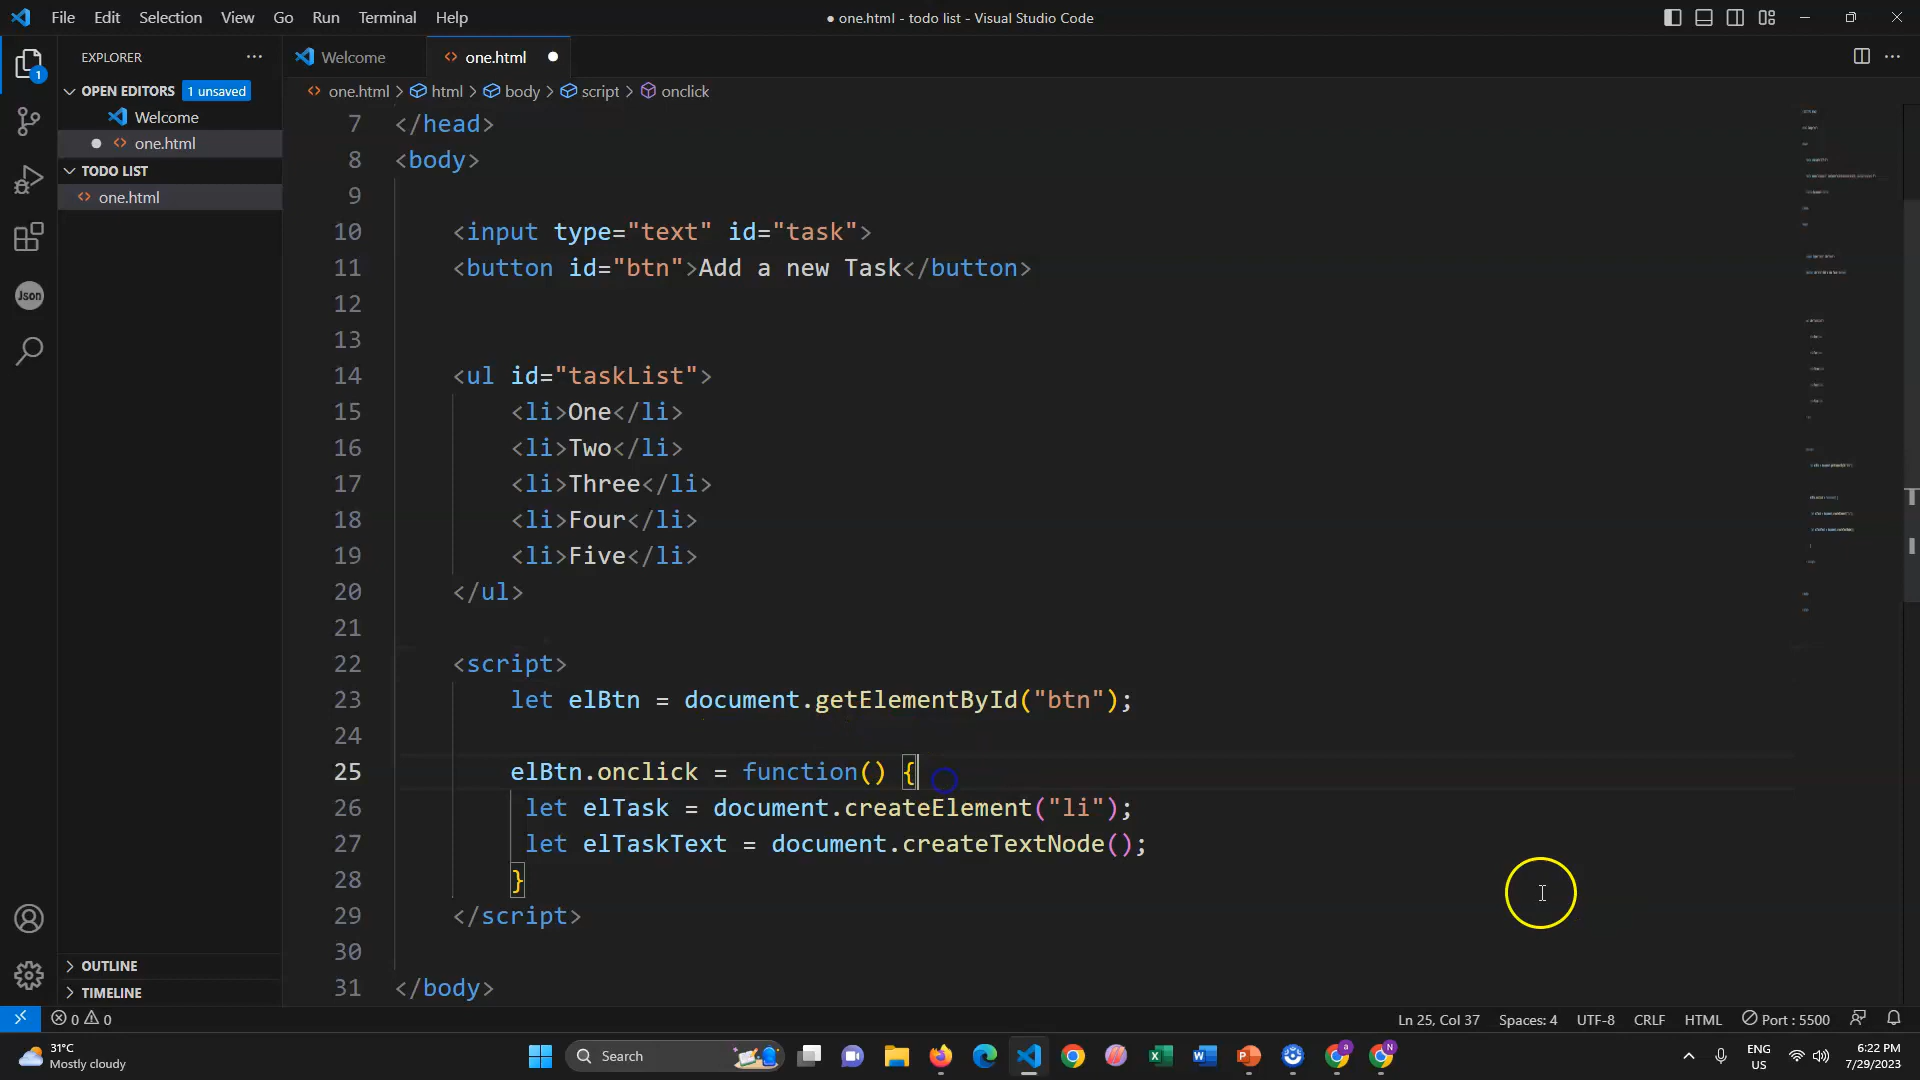 File Edit Selection View Go Run Terminal Help
● one.html - todo list - Visual Studio Code
EXPLORER
Welcome
one.html
OPEN EDITORS 1 unsaved
Welcome
one.html
TODO LIST
one.html
one.html > html > body > script > onclick
7 </head>
8 <body>
9
10 <input type="text" id="task">
11 <button id="btn">Add a new Task</button>
12
13
14 <ul id="taskList">
15 <li>One</li>
16 <li>Two</li>
17 <li>Three</li>
18 <li>Four</li>
19 <li>Five</li>
20 </ul>
21
22 <script>
23 let elBtn = document.getElementById("btn");
24
25 elBtn.onclick = function() {
26 let elTask = document.createElement("li");
27 let elTaskText = document.createTextNode();
28 }
29 </script>
30
31 </body>
1
Json
OUTLINE
TIMELINE
0 0
Ln 25, Col 37 Spaces: 4 UTF-8 CRLF HTML Port : 5500
31°C
Mostly cloudy
Search
ENG
US
6:22 PM
7/29/2023